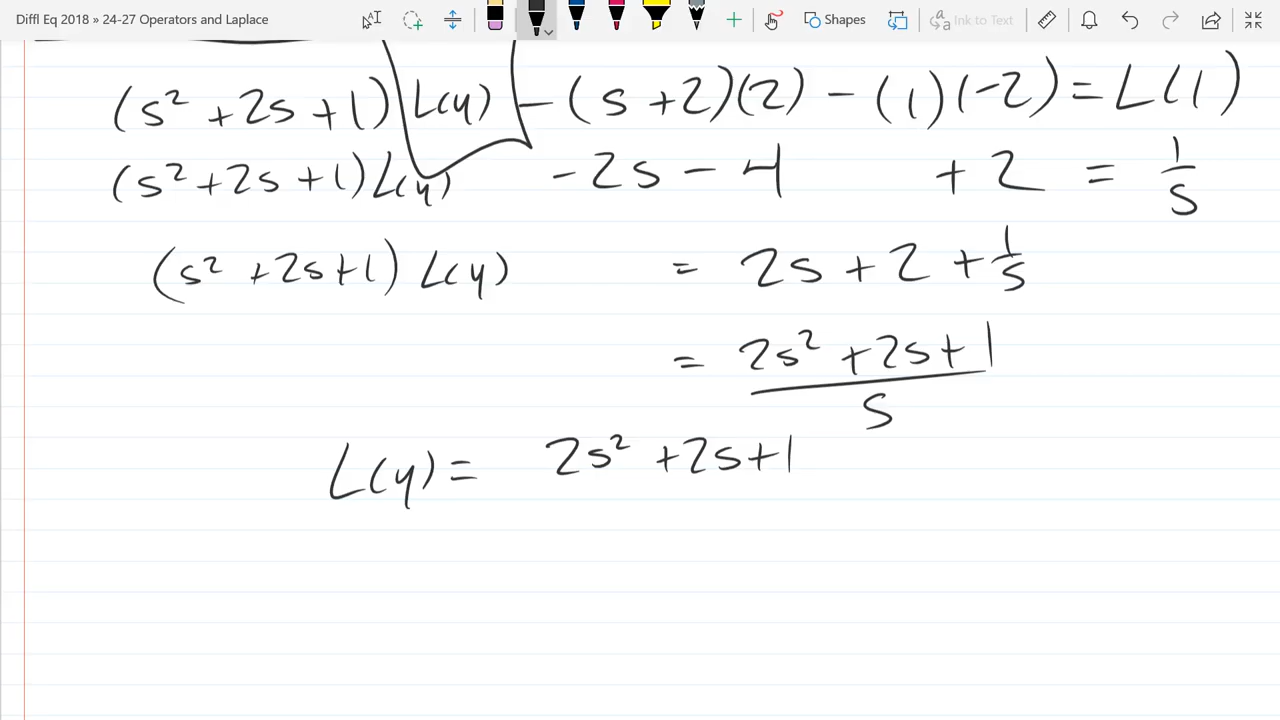 Diffl Eq 2018 » 24-27 Operators and Laplace Shapes Link to Text
(s² + 2s + 1) L(y) - (s + 2)(2) - (1)(-2) = L(1)
(s² + 2s + 1) L(y) - 2s - 4 + 2 = 1/s
(s² + 2s + 1) L(y) = 2s + 2 + 1/s
= 2s² + 2s + 1
s
L(y) = 2s² + 2s + 1